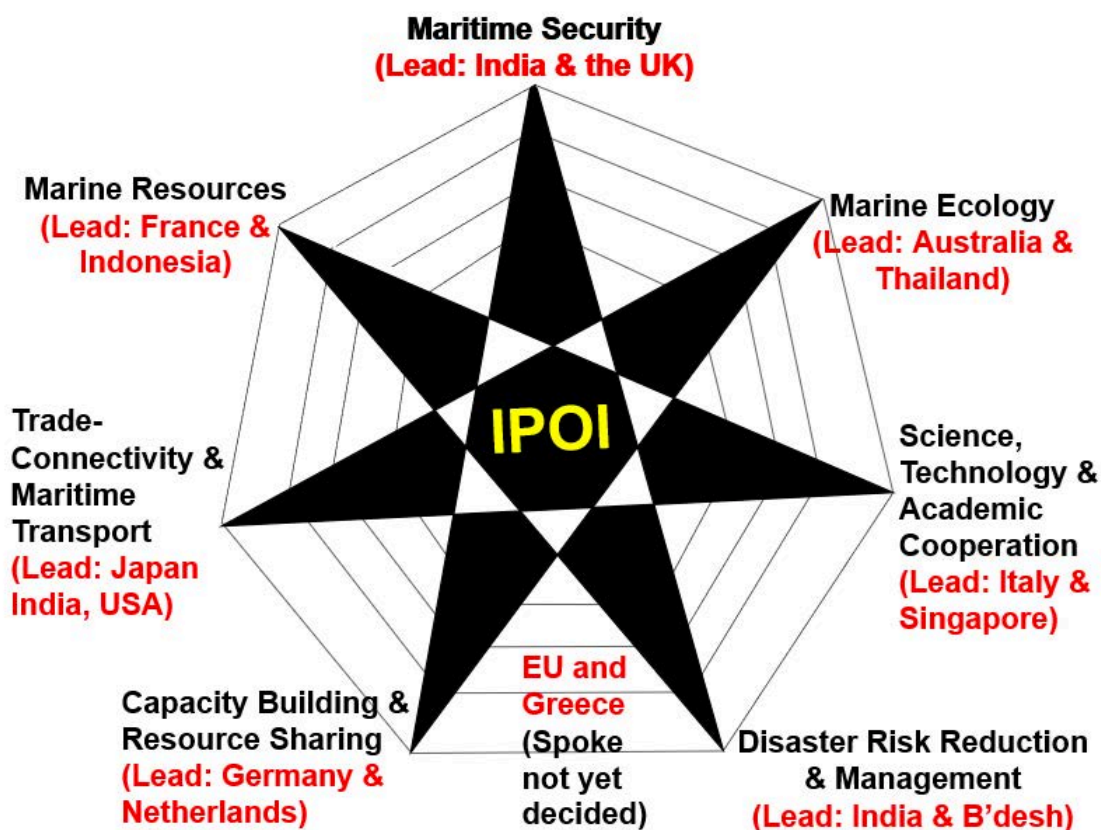 Maritime Security
(Lead: India & the UK)
Marine Resources
(Lead: France &
Indonesia)
Marine Ecology
(Lead: Australia &
Thailand)
IPOI
Trade-
Connectivity &
Maritime
Transport
(Lead: Japan
India, USA)
Science,
Technology &
Academic
Cooperation
(Lead: Italy &
Singapore)
Capacity Building &
Resource Sharing
(Lead: Germany &
Netherlands)
EU and
Greece
(Spoke
not yet
decided)
Disaster Risk Reduction
& Management
(Lead: India & B'desh)